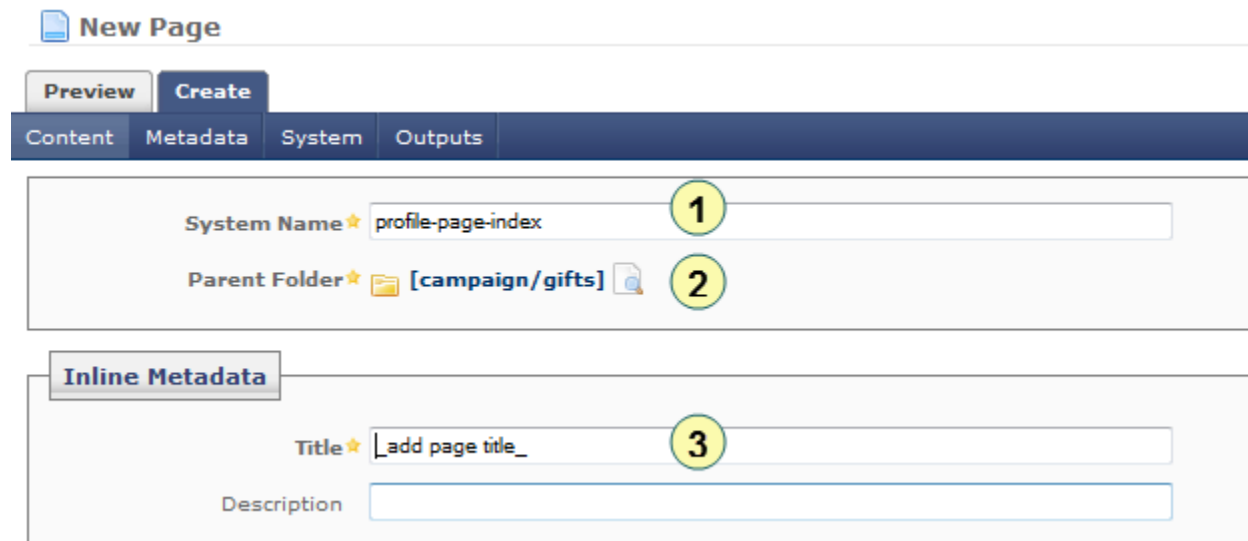 New Page
Preview Create
Content Metadata System Outputs
System Name profile-page-index 1
Parent Folder [campaign/gifts] 2
Inline Metadata
Title _add page title_ 3
Description